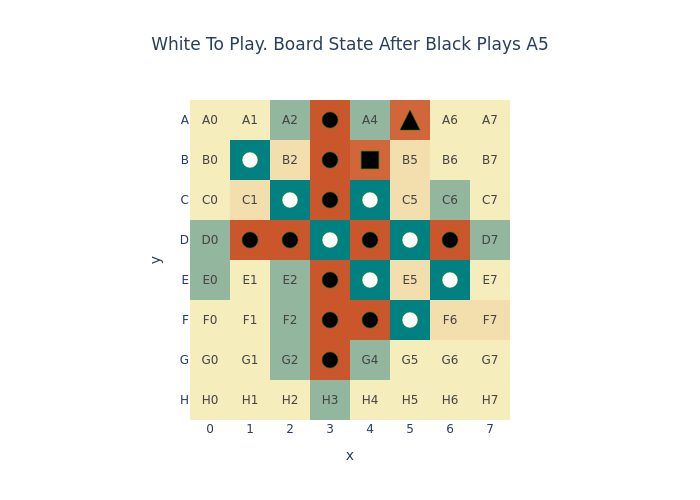 White To Play. Board State After Black Plays A5
A A0 A1 A2 A4 A6 A7
B B0 B2 B5 B6 B7
C C0 C1 C5 C6 C7
D D0 D7
E E0 E1 E2 E5 E7
F F0 F1 F2 F6 F7
G G0 G1 G2 G4 G5 G6 G7
H H0 H1 H2 H3 H4 H5 H6 H7
0 1 2 3 4 5 6 7
x
y